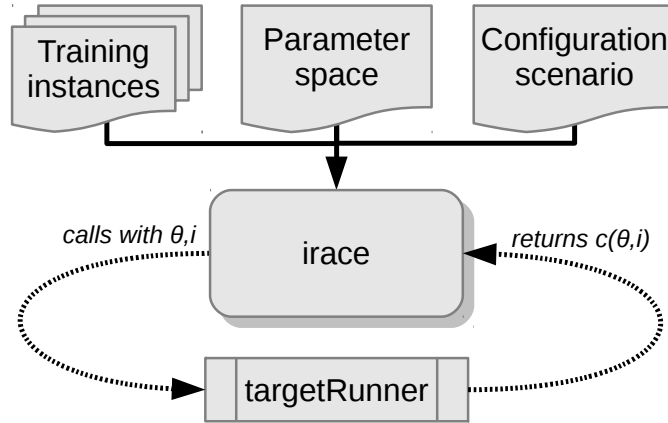 Training
instances
Parameter
space
Configuration
scenario
calls with θ,i
irace
returns c(θ,i)
targetRunner